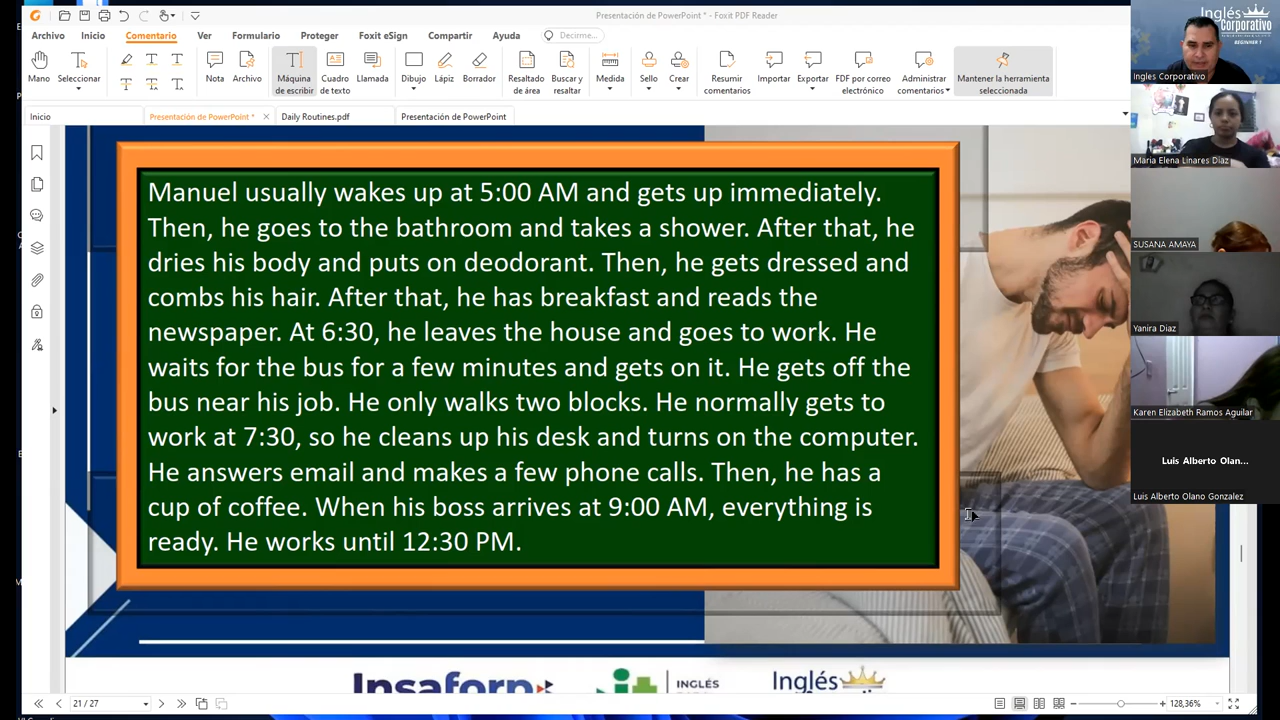 Presentación de PowerPoint * - Foxit PDF Reader
Archivo Inicio Comentario Ver Formulario Proteger Foxit eSign Compartir Ayuda Decirme...
Mano Seleccionar Nota Archivo Máquina de escribir Cuadro de texto Llamada Dibujo Lápiz Borrador Resaltado de área Buscar y resaltar Medida Sello Crear Resumir comentarios Importar Exportar FDF por correo electrónico Administrar comentarios Mantener la herramienta seleccionada
Inicio Presentación de PowerPoint * Daily Routines.pdf Presentación de PowerPoint
Manuel usually wakes up at 5:00 AM and gets up immediately.
Then, he goes to the bathroom and takes a shower. After that, he
dries his body and puts on deodorant. Then, he gets dressed and
combs his hair. After that, he has breakfast and reads the
newspaper. At 6:30, he leaves the house and goes to work. He
waits for the bus for a few minutes and gets on it. He gets off the
bus near his job. He only walks two blocks. He normally gets to
work at 7:30, so he cleans up his desk and turns on the computer.
He answers email and makes a few phone calls. Then, he has a
cup of coffee. When his boss arrives at 9:00 AM, everything is
ready. He works until 12:30 PM.
Insaforp
INGLÉS
Inglés
21 / 27
128,36%
Inglés
Corporativo
BEGINNER 1
Ingles Corporativo
Maria Elena Linares Diaz
SUSANA AMAYA
Yanira Diaz
Karen Elizabeth Ramos Aguilar
Luis Alberto Olan...
Luis Alberto Olano Gonzalez